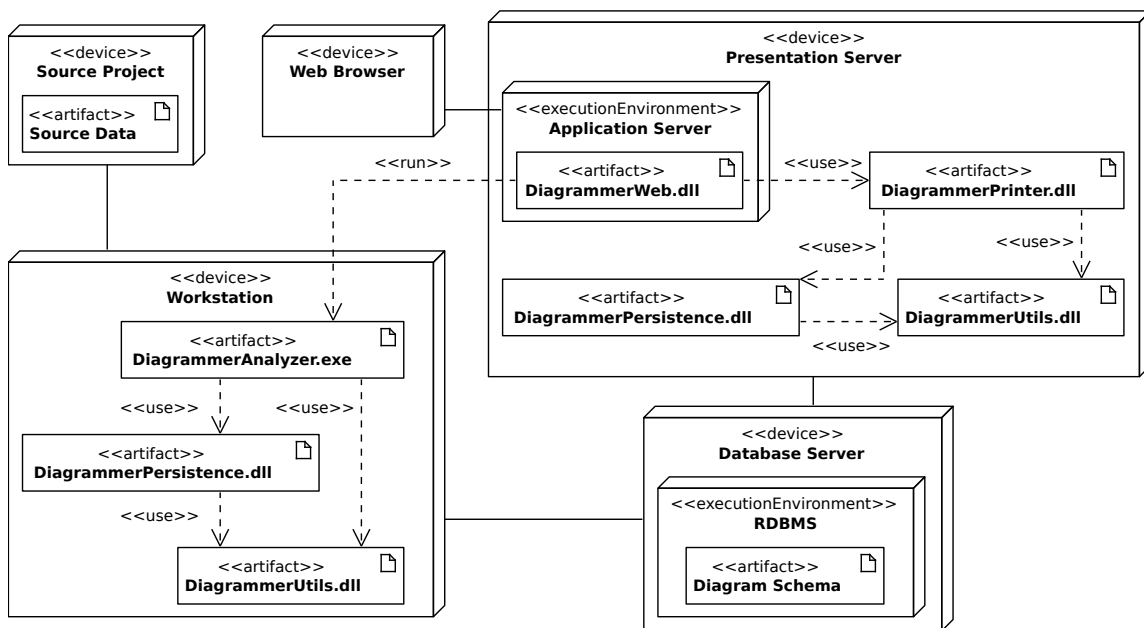 <<device>>
Source Project
<<artifact>>
Source Data
<<device>>
Web Browser
<<device>>
Presentation Server
<<executionEnvironment>>
Application Server
<<artifact>>
DiagrammerWeb.dll
<<run>>
<<use>>
<<artifact>>
DiagrammerPrinter.dll
<<use>>
<<use>>
<<artifact>>
DiagrammerPersistence.dll
<<artifact>>
DiagrammerUtils.dll
<<use>>
<<device>>
Workstation
<<artifact>>
DiagrammerAnalyzer.exe
<<use>>
<<use>>
<<artifact>>
DiagrammerPersistence.dll
<<use>>
<<artifact>>
DiagrammerUtils.dll
<<device>>
Database Server
<<executionEnvironment>>
RDBMS
<<artifact>>
Diagram Schema